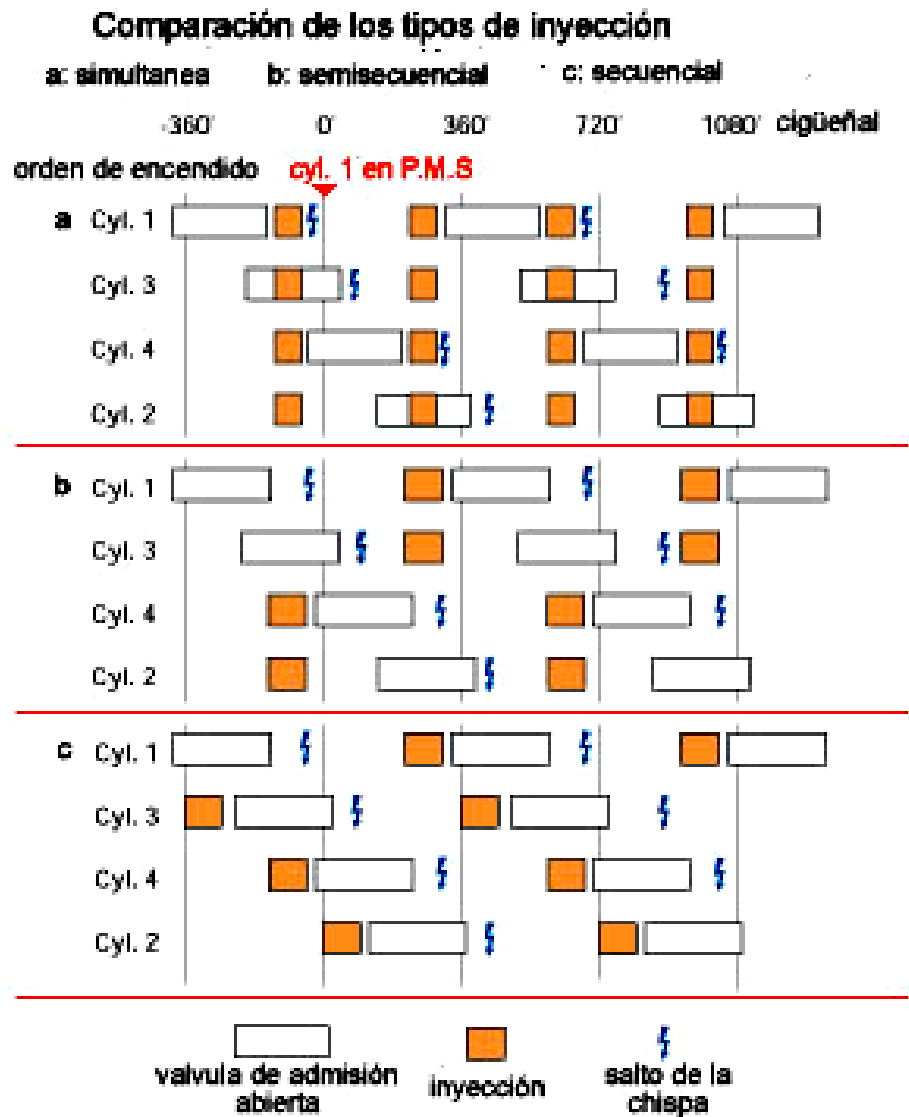 Comparación de los tipos de inyección
a: simultanea b: semisecuencial c: secuencial
-360° 0° 360° 720° 1080° cigüeñal
orden de encendido cyl. 1 en P.M.S
a Cyl. 1
Cyl. 3
Cyl. 4
Cyl. 2
b Cyl. 1
Cyl. 3
Cyl. 4
Cyl. 2
c Cyl. 1
Cyl. 3
Cyl. 4
Cyl. 2
valvula de admisión abierta
inyección
salto de la chispa